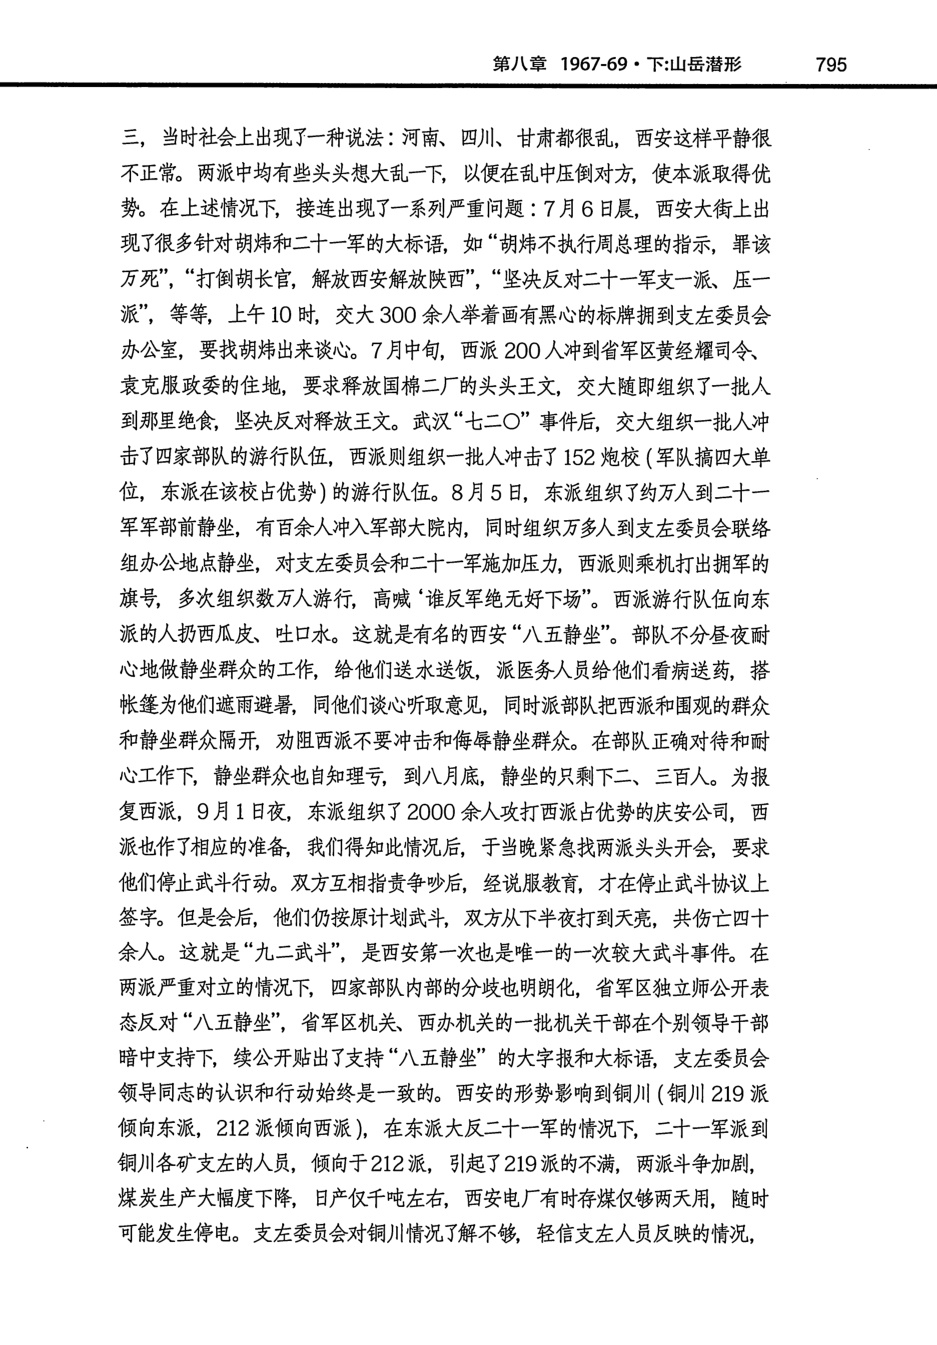 第八章 1967-69·下:山岳潜形 795
三，当时社会上出现了一种说法：河南、四川、甘肃都很乱，西安这样平静很
不正常。两派中均有些头头想大乱一下，以便在乱中压倒对方，使本派取得优
势。在上述情况下，接连出现了一系列严重问题：7月6日晨，西安大街上出
现了很多针对胡炜和二十一军的大标语，如“胡炜不执行周总理的指示，罪该
万死”，“打倒胡长官，解放西安解放陕西”，“坚决反对二十一军支一派、压一
派”，等等，上午10时，交大300余人举着画有黑心的标牌拥到支左委员会
办公室，要找胡炜出来谈心。7月中旬，西派200人冲到省军区黄经耀司令、
袁克服政委的住地，要求释放国棉二厂的头头王文，交大随即组织了一批人
到那里绝食，坚决反对释放王文。武汉“七二〇”事件后，交大组织一批人冲
击了四家部队的游行队伍，西派则组织一批人冲击了152炮校（军队搞四大单
位，东派在该校占优势）的游行队伍。8月5日，东派组织了约万人到二十一
军军部前静坐，有百余人冲入军部大院内，同时组织万多人到支左委员会联络
组办公地点静坐，对支左委员会和二十一军施加压力，西派则乘机打出拥军的
旗号，多次组织数万人游行，高喊‘谁反军绝无好下场”。西派游行队伍向东
派的人扔西瓜皮、吐口水。这就是有名的西安“八五静坐”。部队不分昼夜耐
心地做静坐群众的工作，给他们送水送饭，派医务人员给他们看病送药，搭
帐篷为他们遮雨避暑，同他们谈心听取意见，同时派部队把西派和围观的群众
和静坐群众隔开，劝阻西派不要冲击和侮辱静坐群众。在部队正确对待和耐
心工作下，静坐群众也自知理亏，到八月底，静坐的只剩下二、三百人。为报
复西派，9月1日夜，东派组织了2000余人攻打西派占优势的庆安公司，西
派也作了相应的准备，我们得知此情况后，于当晚紧急找两派头头开会，要求
他们停止武斗行动。双方互相指责争吵后，经说服教育，才在停止武斗协议上
签字。但是会后，他们仍按原计划武斗，双方从下半夜打到天亮，共伤亡四十
余人。这就是“九二武斗”，是西安第一次也是唯一的一次较大武斗事件。在
两派严重对立的情况下，四家部队内部的分歧也明朗化，省军区独立师公开表
态反对“八五静坐”，省军区机关、西办机关的一批机关干部在个别领导干部
暗中支持下，续公开贴出了支持“八五静坐”的大字报和大标语，支左委员会
领导同志的认识和行动始终是一致的。西安的形势影响到铜川（铜川219派
倾向东派，212派倾向西派），在东派大反二十一军的情况下，二十一军派到
铜川各矿支左的人员，倾向于212派，引起了219派的不满，两派斗争加剧，
煤炭生产大幅度下降，日产仅千吨左右，西安电厂有时存煤仅够两天用，随时
可能发生停电。支左委员会对铜川情况了解不够，轻信支左人员反映的情况，